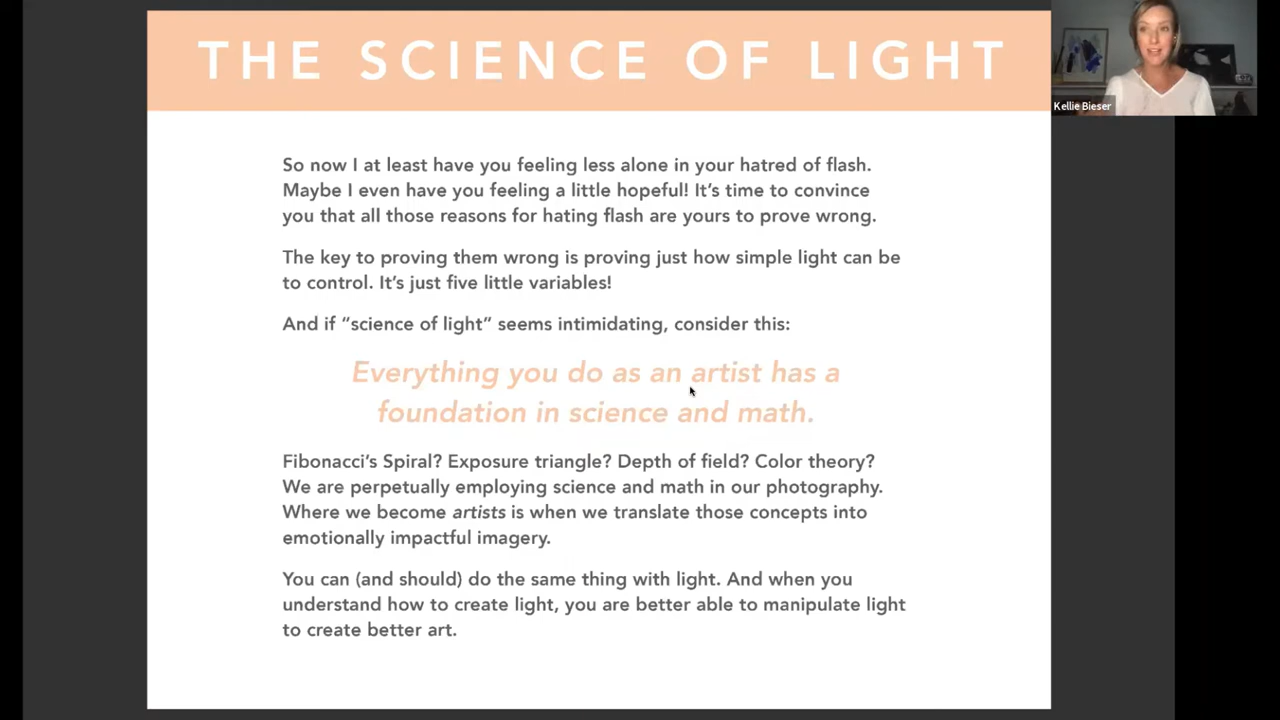 THE SCIENCE OF LIGHT
Kellie Bieser
So now I at least have you feeling less alone in your hatred of flash.
Maybe I even have you feeling a little hopeful! It’s time to convince
you that all those reasons for hating flash are yours to prove wrong.
The key to proving them wrong is proving just how simple light can be
to control. It’s just five little variables!
And if “science of light” seems intimidating, consider this:
Everything you do as an artist has a
foundation in science and math.
Fibonacci’s Spiral? Exposure triangle? Depth of field? Color theory?
We are perpetually employing science and math in our photography.
Where we become artists is when we translate those concepts into
emotionally impactful imagery.
You can (and should) do the same thing with light. And when you
understand how to create light, you are better able to manipulate light
to create better art.